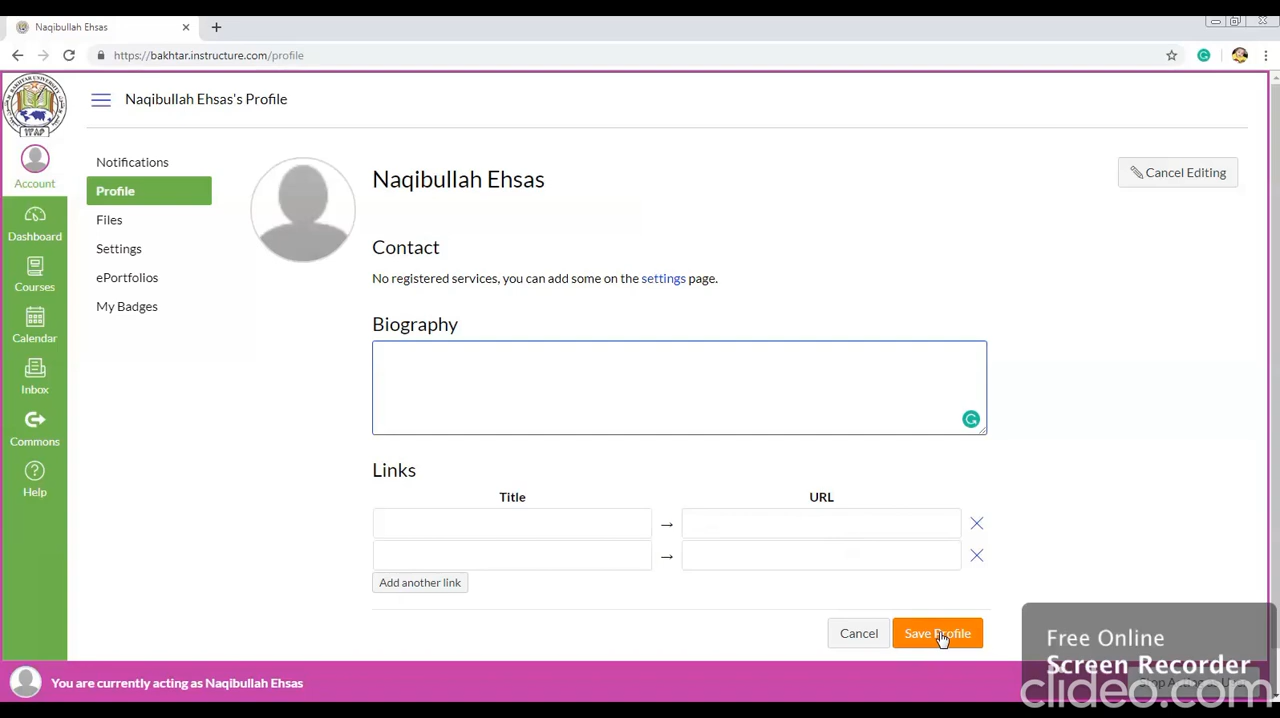 Naqibullah Ehsas
https://bakhtar.instructure.com/profile
Naqibullah Ehsas's Profile
Account
Dashboard
Courses
Calendar
Inbox
Commons
Help
Notifications
Profile
Files
Settings
ePortfolios
My Badges
Naqibullah Ehsas
Cancel Editing
Contact
No registered services, you can add some on the settings page.
Biography
Links
Title URL
→
→
Add another link
Cancel
Save Profile
You are currently acting as Naqibullah Ehsas
Free Online
Screen Recorder
clideo.com